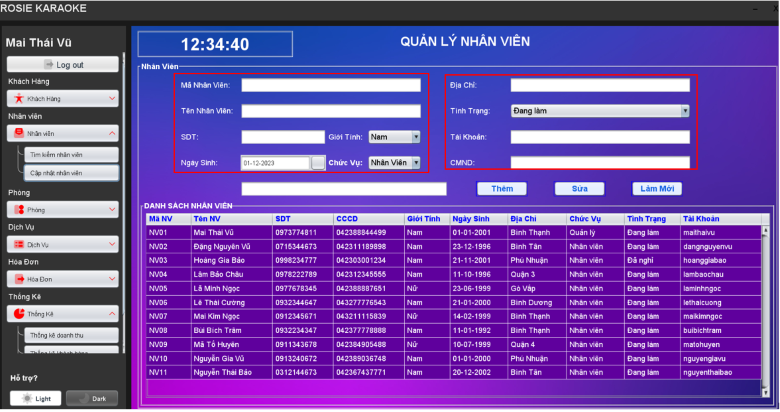 ROSIE KARAOKE
Mai Thái Vũ
Log out
Khách Hàng
Khách Hàng
Nhân viên
Nhân viên
Tìm kiếm nhân viên
Cập nhật nhân viên
Phòng
Phòng
Dịch Vụ
Dịch Vụ
Hóa Đơn
Hóa Đơn
Thống Kê
Thống Kê
Thống kê doanh thu
Hỗ trợ?
Light
Dark
12:34:40
QUẢN LÝ NHÂN VIÊN
Nhân Viên
Mã Nhân Viên:
Địa Chỉ:
Tên Nhân Viên:
Tình Trạng: Đang làm
SDT: Giới Tính: Nam
Tài Khoản:
Ngày Sinh: 01-12-2023 Chức Vụ: Nhân Viên
CMND:
Thêm Sửa Làm Mới
DANH SÁCH NHÂN VIÊN
Mã NV Tên NV SDT CCCD Giới Tính Ngày Sinh Địa Chỉ Chức Vụ Tình Trạng Tài Khoản
NV01 Mai Thái Vũ 0973774811 042388844499 Nam 01-01-2001 Bình Thạnh Quản lý Đang làm maithaivu
NV02 Đặng Nguyên Vũ 0715344673 042311189898 Nam 23-12-1996 Bình Tân Nhân viên Đang làm dangnguyenvu
NV03 Hoàng Gia Bảo 0998234777 042303001234 Nam 21-11-2001 Phú Nhuận Nhân viên Đã nghỉ hoanggiabao
NV04 Lâm Bảo Châu 0978222789 042312345555 Nam 11-10-1996 Quận 3 Nhân viên Đang làm lambaochau
NV05 Lã Minh Ngọc 0977678345 042388887651 Nữ 23-06-1999 Gò Vấp Nhân viên Đang làm laminhngoc
NV06 Lê Thái Cường 0932344647 043277776543 Nam 21-01-2000 Bình Dương Nhân viên Đang làm lethaicuong
NV07 Mai Kim Ngọc 0912345671 043211115839 Nữ 14-02-1999 Bình Thạnh Nhân viên Đang làm maikimngoc
NV08 Bùi Bích Trâm 0932234347 042377778888 Nam 11-01-1992 Bình Thạnh Nhân viên Đang làm buibichtram
NV09 Mã Tố Huyên 0911343678 042384905488 Nữ 10-07-1999 Quận 4 Nhân viên Đang làm matohuyen
NV10 Nguyễn Gia Vũ 0913240672 042389036748 Nam 01-01-2000 Phú Nhuận Nhân viên Đang làm nguyengiavu
NV11 Nguyễn Thái Bảo 0312144673 042367437771 Nam 20-12-2002 Bình Tân Nhân viên Đang làm nguyenthaibao